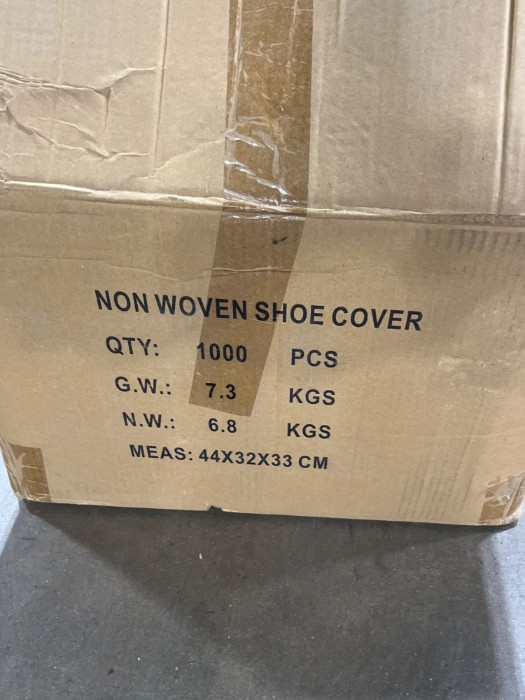 NON WOVEN SHOE COVER
QTY: 1000 PCS
G.W.: 7.3 KGS
N.W.: 6.8 KGS
MEAS: 44X32X33 CM